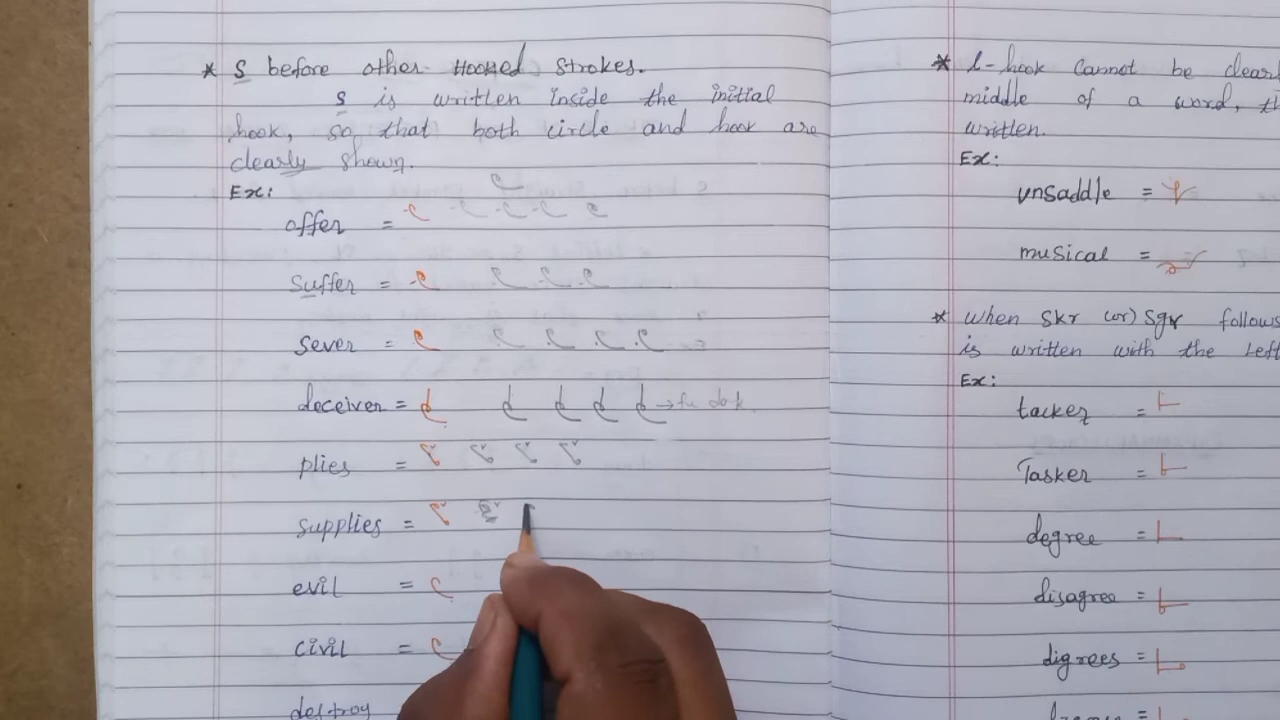 * S before other Hooked strokes.
S is written inside the initial
hook, so that both circle and hook are
clearly shown.
Ex:
offer =
suffer =
sever =
deceiver =
plies =
supplies =
evil =
civil =
destroy
* l-hook cannot be clearl
middle of a word, th
written.
Ex:
unsaddle =
musical =
* when skr (or) sgr follows
is written with the Left
Ex:
tacker =
Tasker =
degree =
disagree =
digrees =